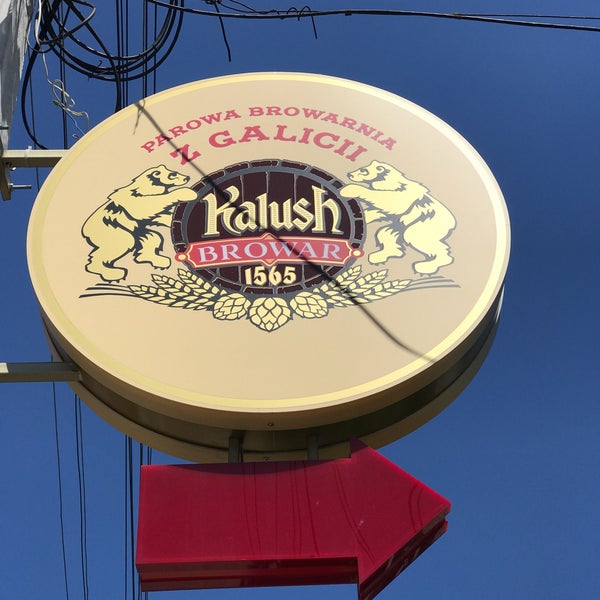 PAROWA BROWARNIA
Z GALICII
Kalush
BROWAR
1565